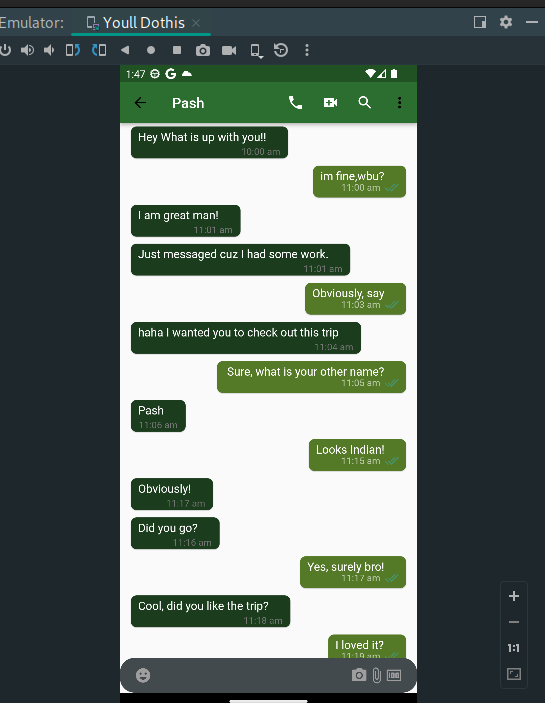 Emulator:
Youll Dothis
1:47
Pash
Hey What is up with you!!
10:00 am
im fine,wbu?
11:00 am
I am great man!
11:01 am
Just messaged cuz I had some work.
11:01 am
Obviously, say
11:03 am
haha I wanted you to check out this trip
11:04 am
Sure, what is your other name?
11:05 am
Pash
11:06 am
Looks Indian!
11:15 am
Obviously!
11:17 am
Did you go?
11:16 am
Yes, surely bro!
11:17 am
Cool, did you like the trip?
11:18 am
I loved it?
11:19 am
1:1